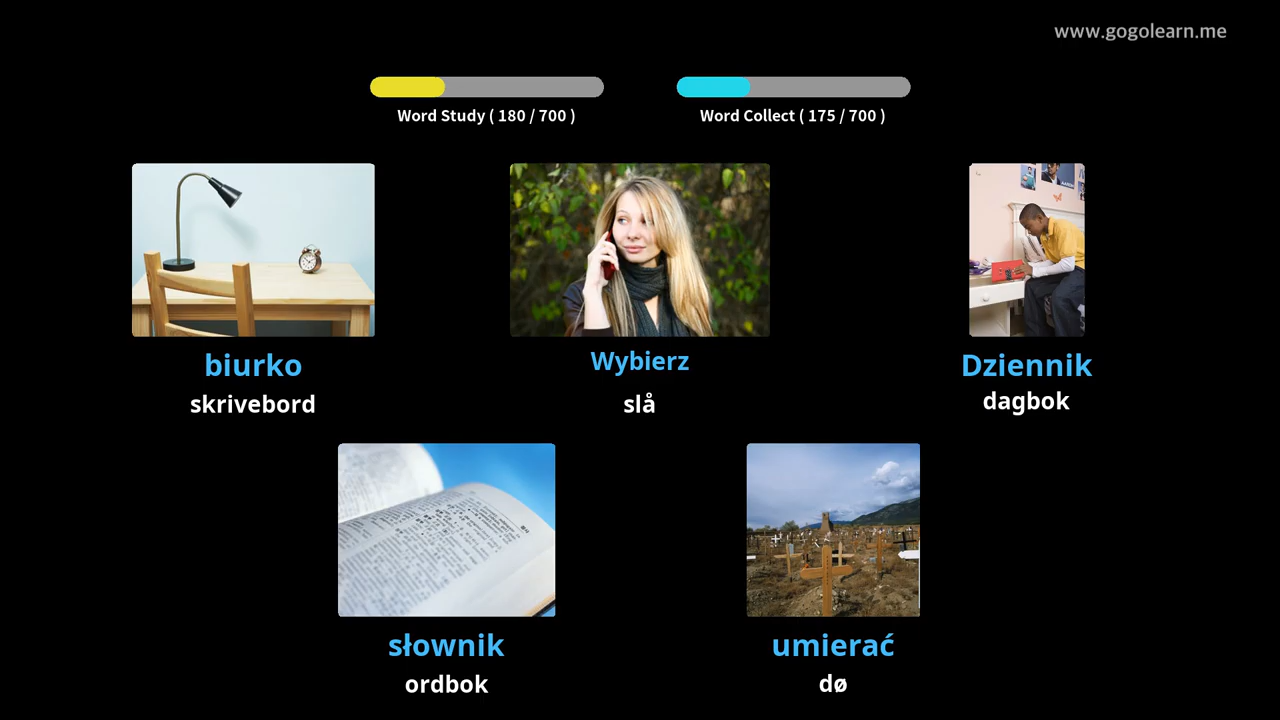 www.gogolearn.me
Word Study ( 180 / 700 )
Word Collect ( 175 / 700 )
biurko
skrivebord
Wybierz
slå
Dziennik
dagbok
słownik
ordbok
umierać
dø